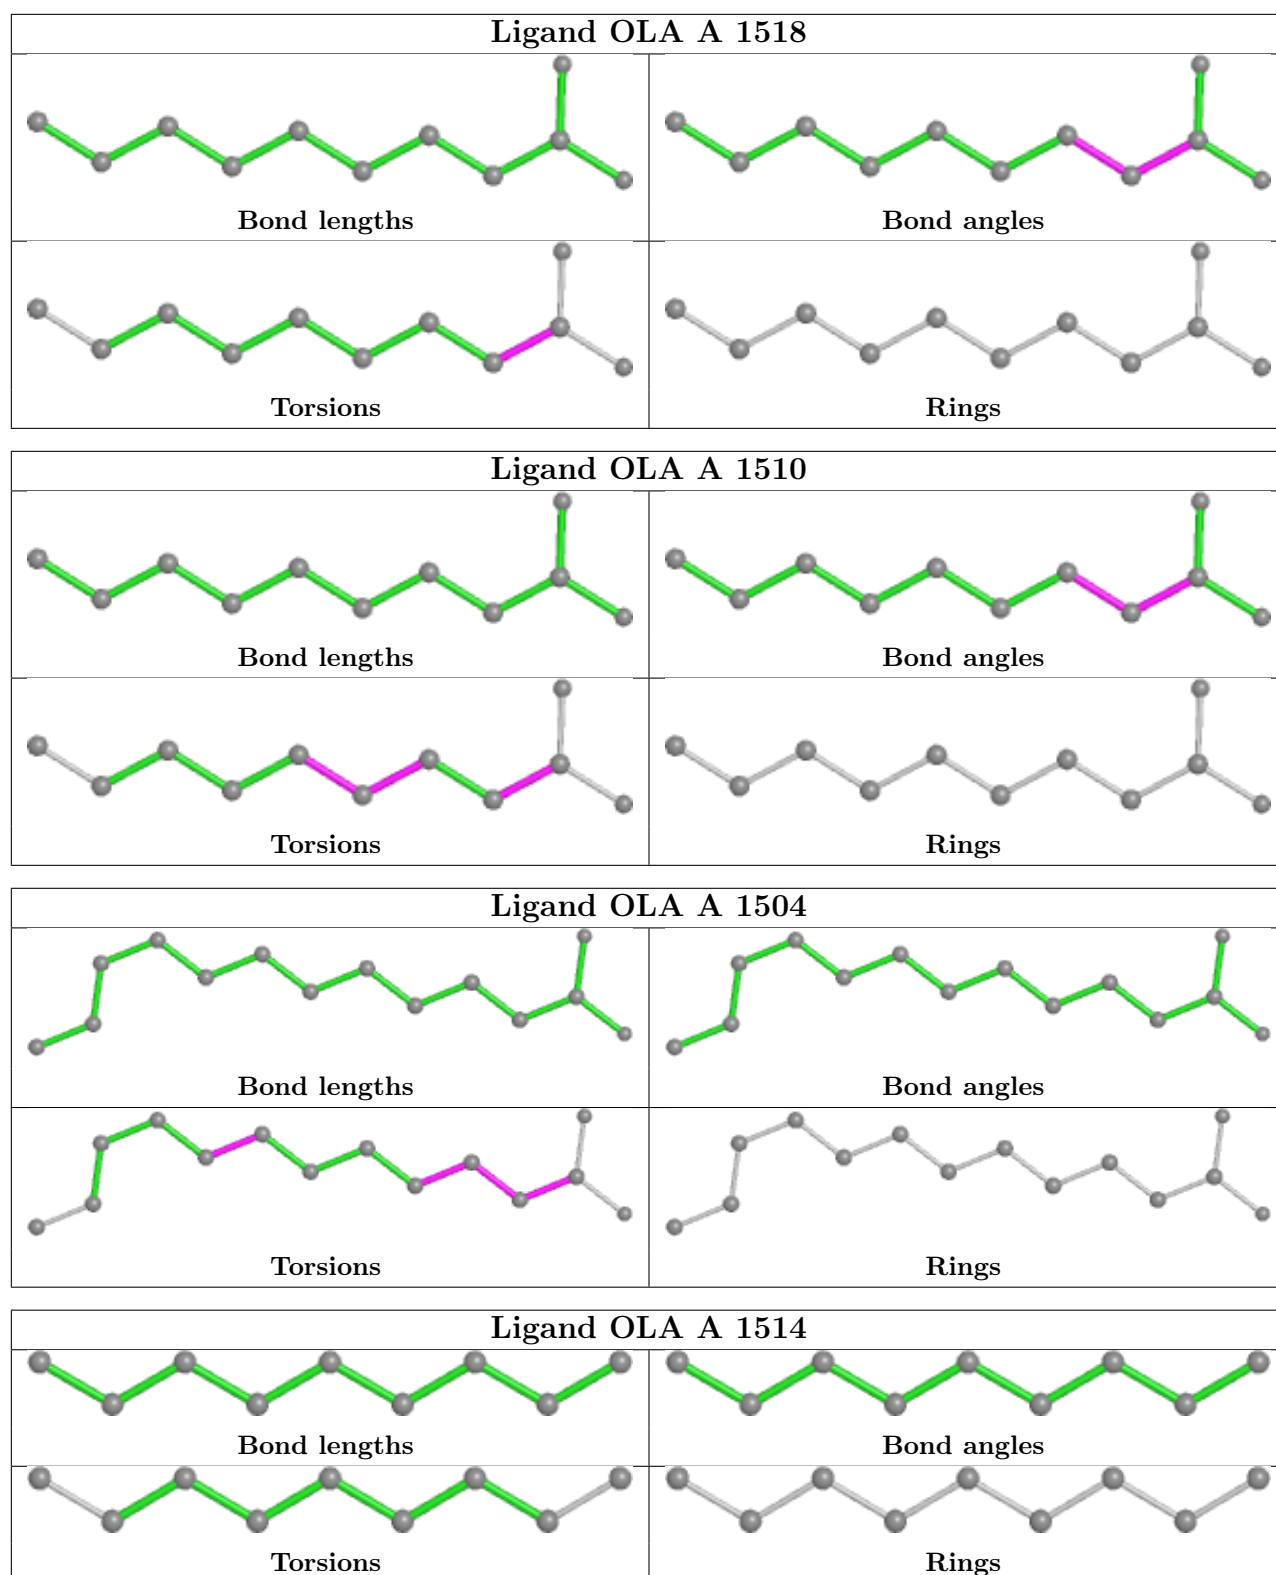 Ligand OLA A 1518
Bond lengths
Bond angles
Torsions
Rings
Ligand OLA A 1510
Bond lengths
Bond angles
Torsions
Rings
Ligand OLA A 1504
Bond lengths
Bond angles
Torsions
Rings
Ligand OLA A 1514
Bond lengths
Bond angles
Torsions
Rings